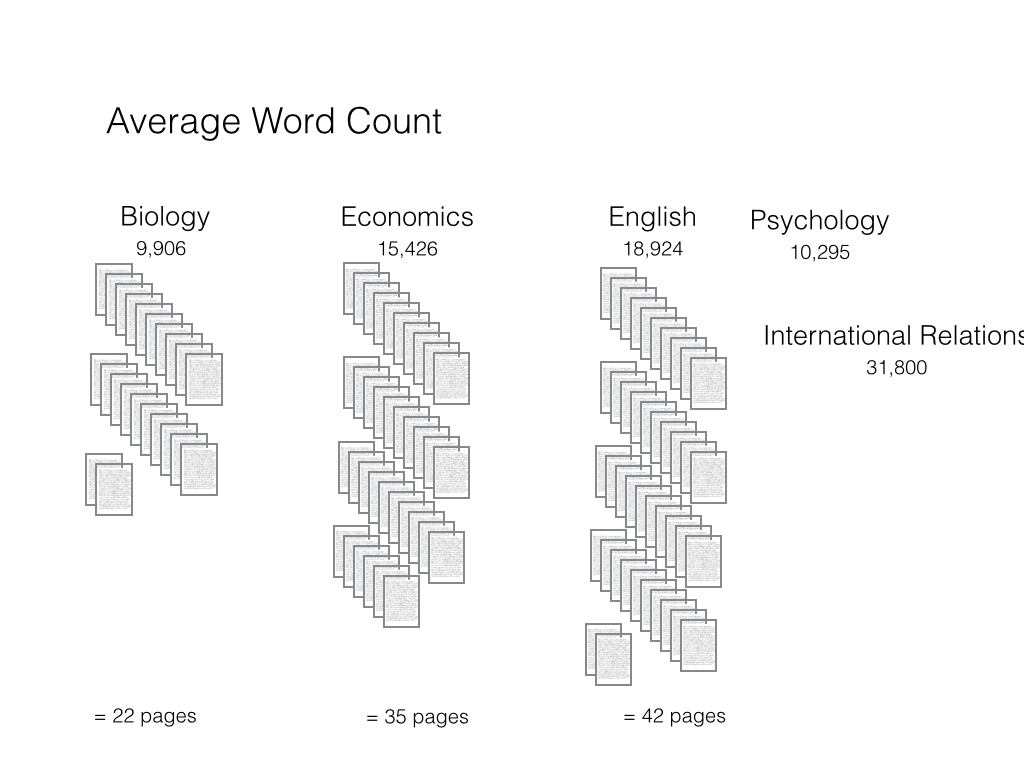 Average Word Count
Biology
9,906
Economics
15,426
English
18,924
Psychology
10,295
International Relations
31,800
= 22 pages
= 35 pages
= 42 pages